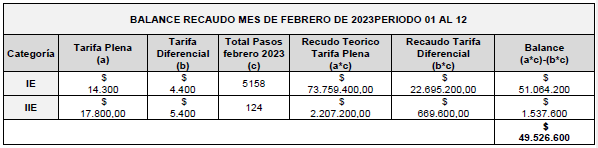 BALANCE RECAUDO MES DE FEBRERO DE 2023PERIODO 01 AL 12
Categoría Tarifa Plena (a) Tarifa Diferencial (b) Total Pasos febrero 2023 (c) Recudo Teorico Tarifa Plena (a*c) Recaudo Tarifa Diferencial (b*c) Balance (a*c)-(b*c)
IE $ 14.300 $ 4.400 5158 $ 73.759.400,00 $ 22.695.200,00 $ 51.064.200
IIE $ 17.800,00 $ 5.400 124 $ 2.207.200,00 $ 669.600,00 $ 1.537.600
$ 49.526.600